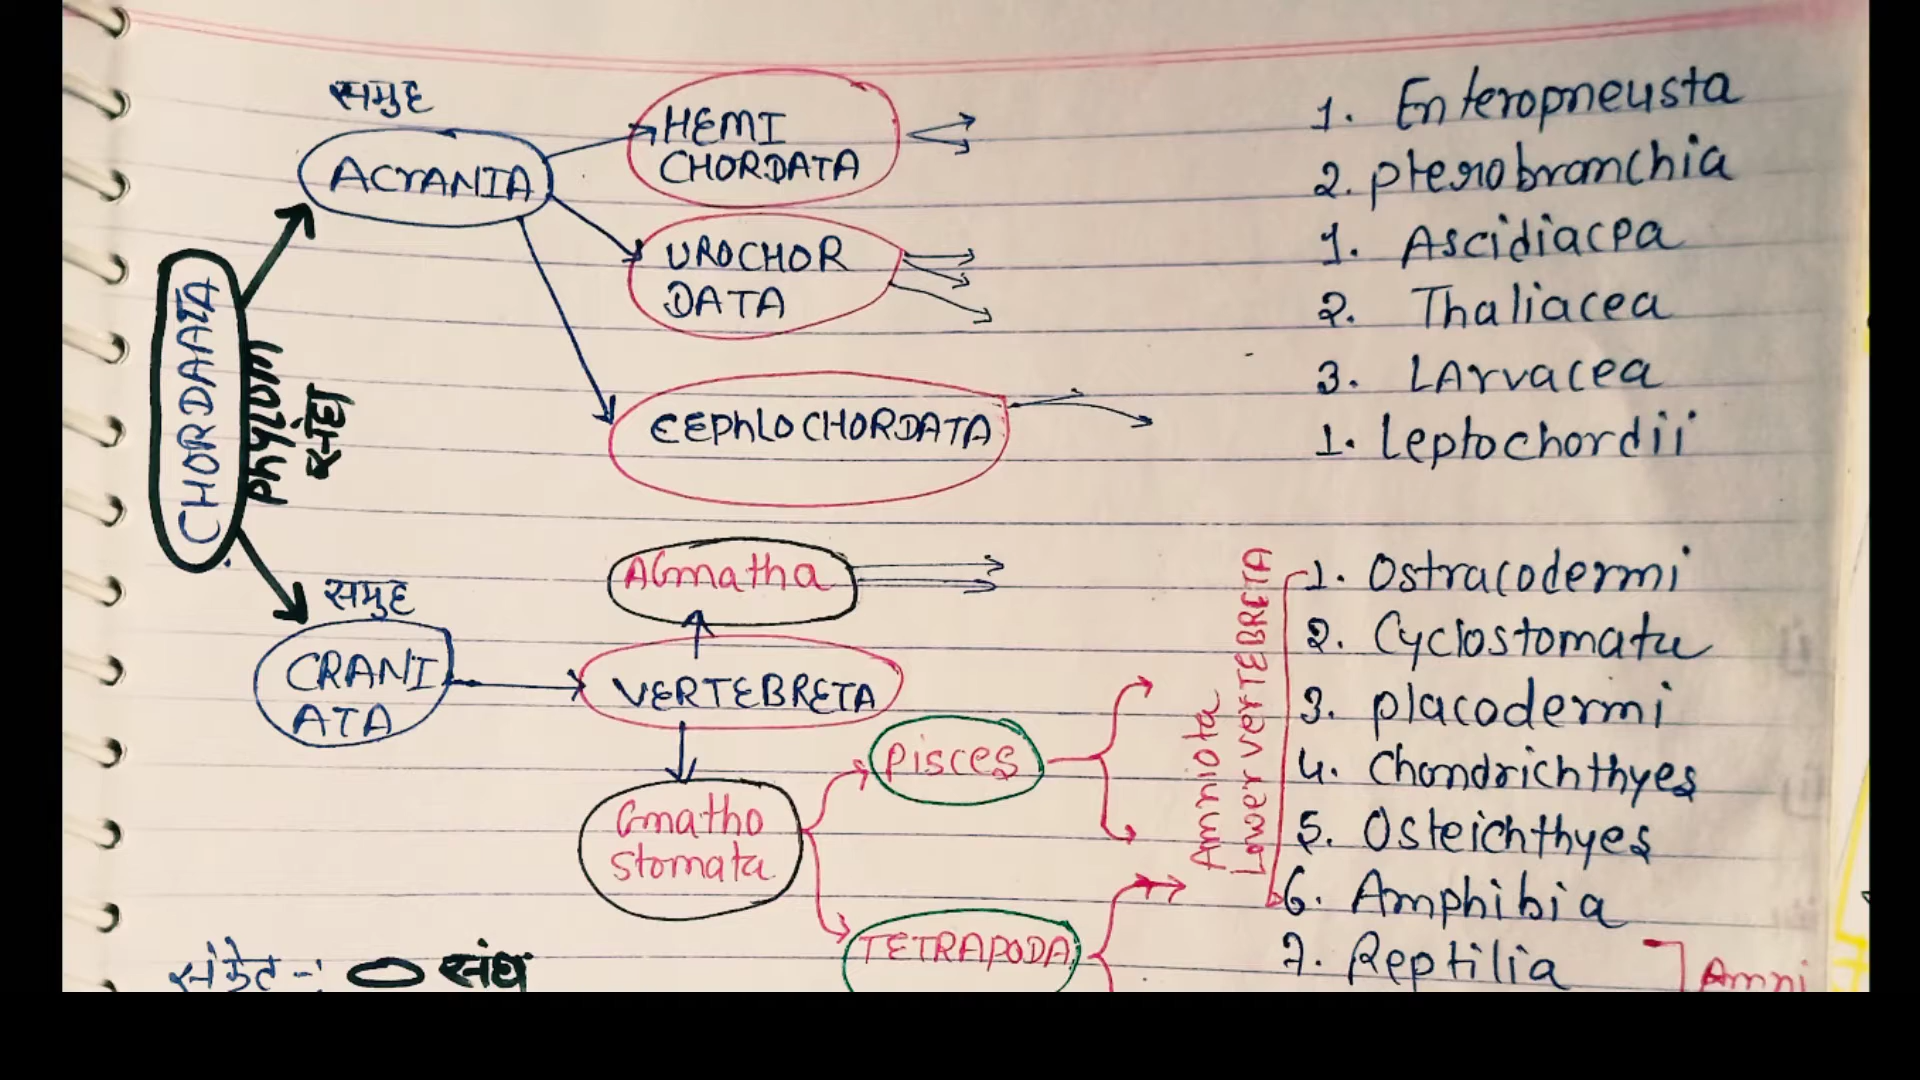 समुह
ACrANIA
HEMI
CHORDATA
1. Enteropneusta
2. pterobranchia
UROCHOR
DATA
1. Ascidiacea
2. Thaliacea
3. LArvacea
CEPhLOCHORDATA
1. Leptochordii
CHORDAATA
phylum
समुह
CRANI
ATA
AGnatha
VERTEBRETA
Gnatho
stomata
Pisces
TETRAPODA
Amniota
Lower verTEBRETA
1. Ostracodermi
2. Cyclostomata
3. placodermi
4. Chondrichthyes
5. Osteichthyes
6. Amphibia
7. Reptilia
Amni
संकेत -: संघ